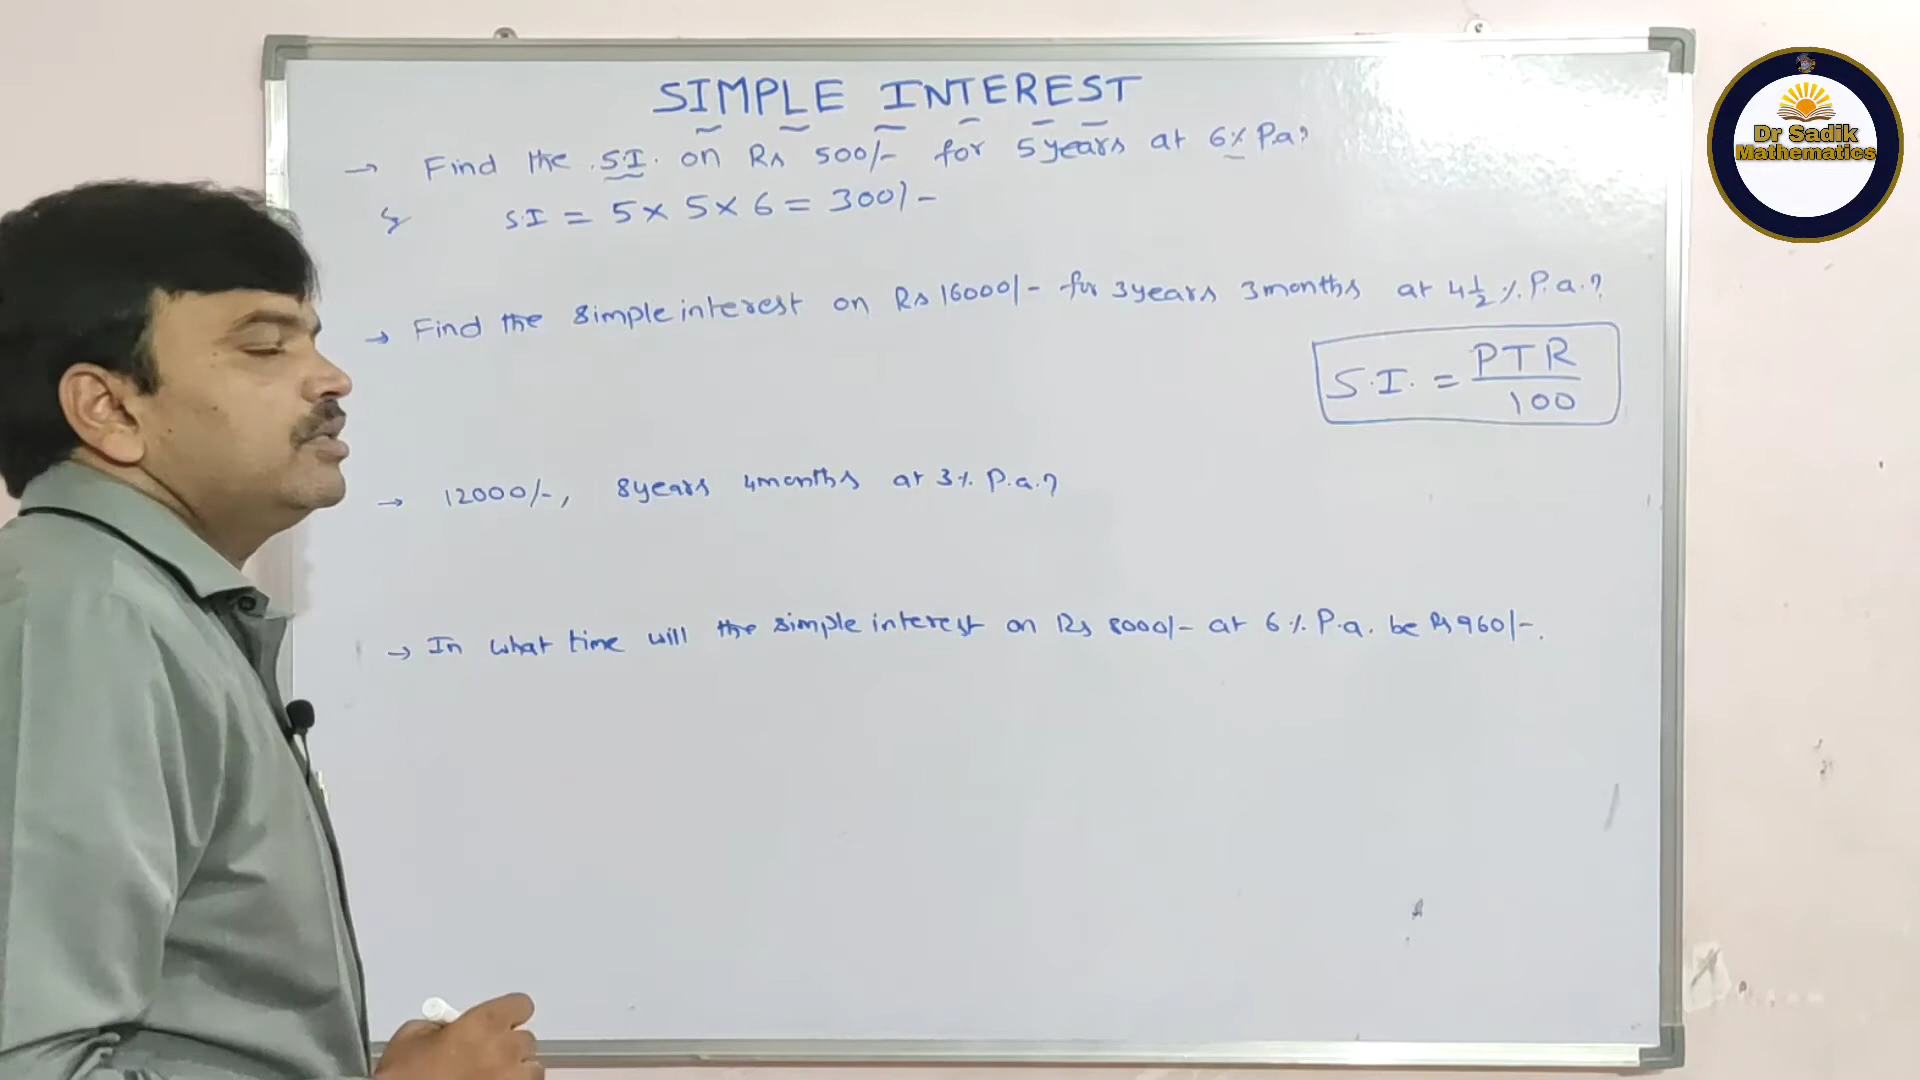 SIMPLE INTEREST
→ Find the S.I. on Rs 500/- for 5years at 6% P.a?
S.I = 5 × 5 × 6 = 300/-
→ Find the simple interest on Rs 16000/- for 3years 3months at 4½ % P.a.?
S.I. = PTR
100
→ 12000/-, 8years 4months at 3% P.a.?
→ In what time will the simple interest on Rs 8000/- at 6% P.a. be Rs 960/-.
Dr Sadik
Mathematics